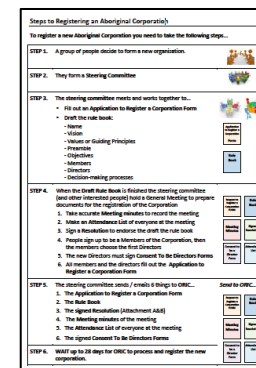 Steps to Registering an Aboriginal Corporation
To register a new Aboriginal Corporation you need to take the following steps...
STEP 1. A group of people decide to form a new organization.
STEP 2. They form a Steering Committee
STEP 3. The steering committee meets and works together to...
• Fill out an Application to Register a Corporation Form
• Draft the rule book:
- Name
- Vision
- Values or Guiding Principles
- Preamble
- Objectives
- Members
- Directors
- Decision-making processes
Rule
Book
STEP 4. When the Draft Rule Book is finished the steering committee
(and other interested people) hold a General Meeting to prepare
documents for the registration of the Corporation
1. Take accurate Meeting minutes to record the meeting
2. Make an Attendance List of everyone at the meeting
3. Sign a Resolution to endorse the draft rule book
4. People sign up to be a Members of the Corporation, then
the members choose the first Directors
5. The new Directors must sign Consent To Be Directors Forms
6. All members and the directors fill out the Application to
Register a Corporation Form
Meeting
Minutes
STEP 5. The steering committee sends / emails 6 things to ORIC...
Send to ORIC...
1. The Application to Register a Corporation Form
2. The Rule Book
3. The signed Resolution (Attachment A&B)
4. The Meeting minutes of the meeting
5. The Attendance List of everyone at the meeting
6. The signed Consent To Be Directors Forms
Meeting
Minutes
STEP 6. WAIT up to 28 days for ORIC to process and register the new
corporation.